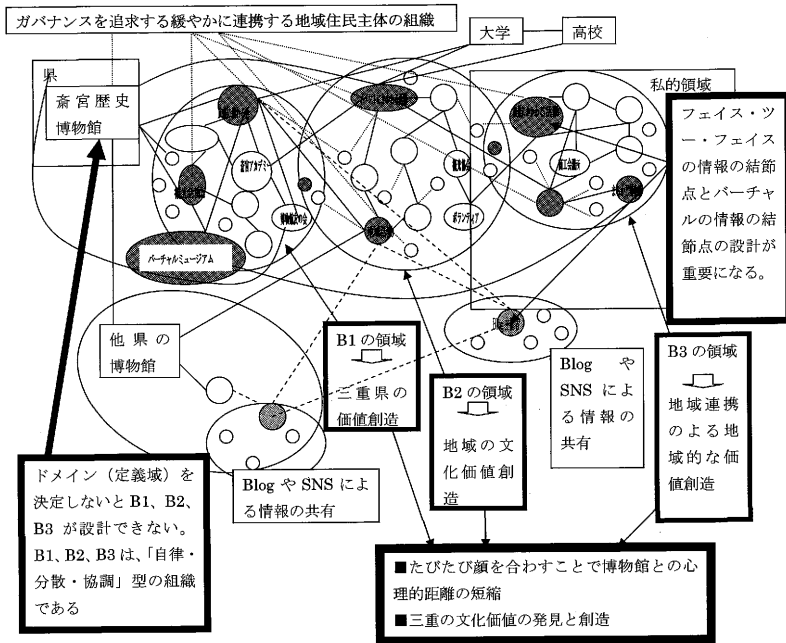 ガバナンスを追求する緩やかに連携する地域住民主体の組織
大学
高校
県
斎宮歴史
博物館
私的領域
フェイス・ツ
ー・フェイス
の情報の結節
点とバーチャ
ルの情報の結
節点の設計が
重要になる。
ボランティア
バーチャルミュージアム
他県の
博物館
B1 の領域
三重県の
価値創造
B2 の領域
地域の文
化価値創
造
Blog や
SNS によ
る情報の
共有
B3 の領域
地域連携
のよる地
域的な価
値創造
ドメイン（定義域）を
決定しないと B1、B2、
B3 が設計できない。
B1、B2、B3 は、「自律・
分散・協調」型の組織
である
Blog や SNS によ
る情報の共有
■たびたび顔を合わすことで博物館との心
理的距離の短縮
■三重の文化価値の発見と創造